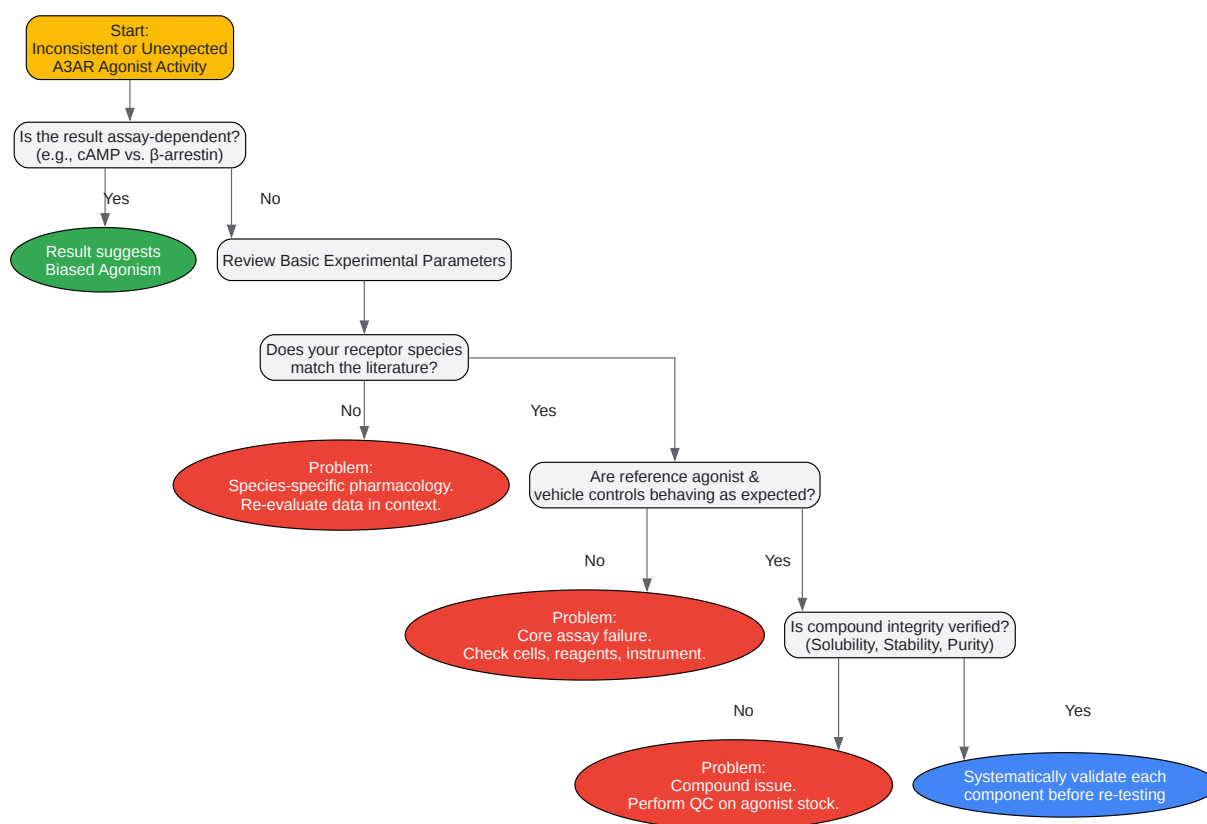 Start:
Inconsistent or Unexpected
A3AR Agonist Activity
Is the result assay-dependent?
(e.g., cAMP vs. β-arrestin)
Yes
No
Result suggests
Biased Agonism
Review Basic Experimental Parameters
Does your receptor species
match the literature?
No
Yes
Problem:
Species-specific pharmacology.
Re-evaluate data in context.
Are reference agonist &
vehicle controls behaving as expected?
No
Yes
Problem:
Core assay failure.
Check cells, reagents, instrument.
Is compound integrity verified?
(Solubility, Stability, Purity)
No
Yes
Problem:
Compound issue.
Perform QC on agonist stock.
Systematically validate each
component before re-testing